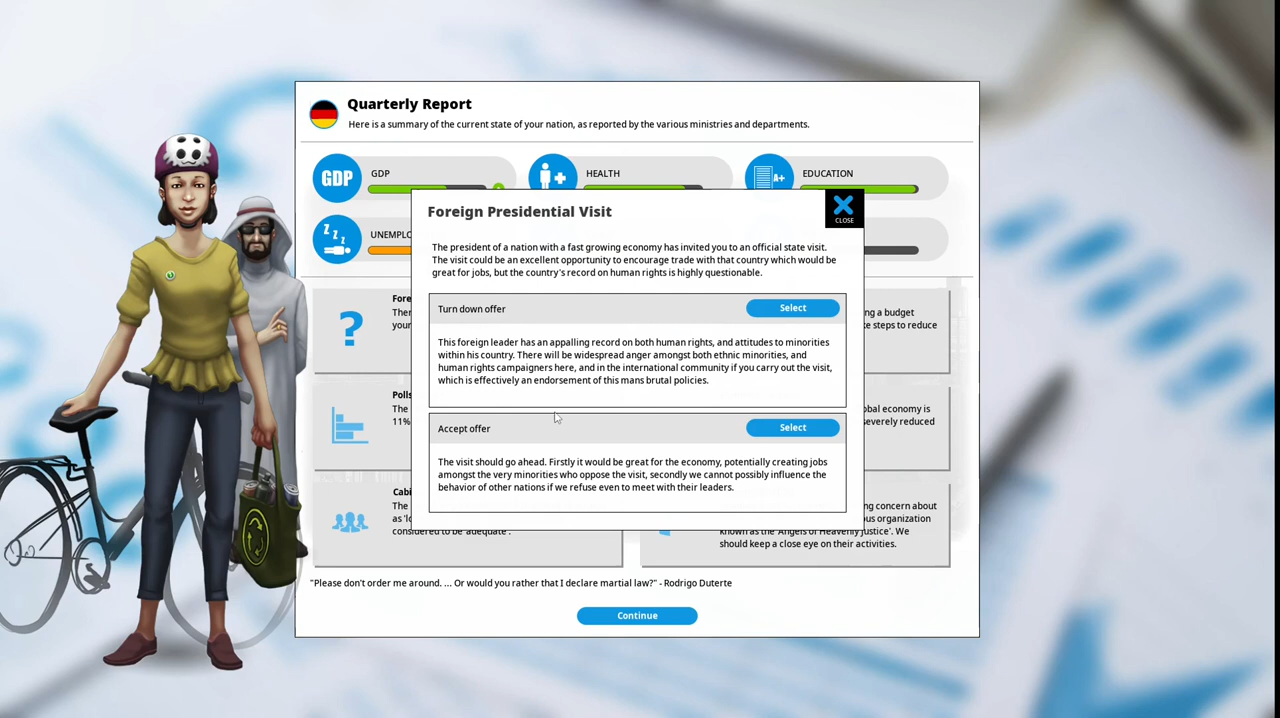 Quarterly Report
Here is a summary of the current state of your nation, as reported by the various ministries and departments.
GDP
GDP
HEALTH
A+
EDUCATION
Z Z Z
Foreign Presidential Visit
CLOSE
The president of a nation with a fast growing economy has invited you to an official state visit.
The visit could be an excellent opportunity to encourage trade with that country which would be
great for jobs, but the country's record on human rights is highly questionable.
Turn down offer
Select
This foreign leader has an appalling record on both human rights, and attitudes to minorities
within his country. There will be widespread anger amongst both ethnic minorities, and
human rights campaigners here, and in the international community if you carry out the visit,
which is effectively an endorsement of this mans brutal policies.
Accept offer
Select
The visit should go ahead. Firstly it would be great for the economy, potentially creating jobs
amongst the very minorities who oppose the visit, secondly we cannot possibly influence the
behavior of other nations if we refuse even to meet with their leaders.
?
your
Polls
The
11%
The
as 'lo
considered to be 'adequate'.
g a budget
e steps to reduce
obal economy is
severely reduced
ng concern about
ous organization
known as the 'Angels of Heavenly Justice'. We
should keep a close eye on their activities.
"Please don't order me around. ... Or would you rather that I declare martial law?" - Rodrigo Duterte
Continue